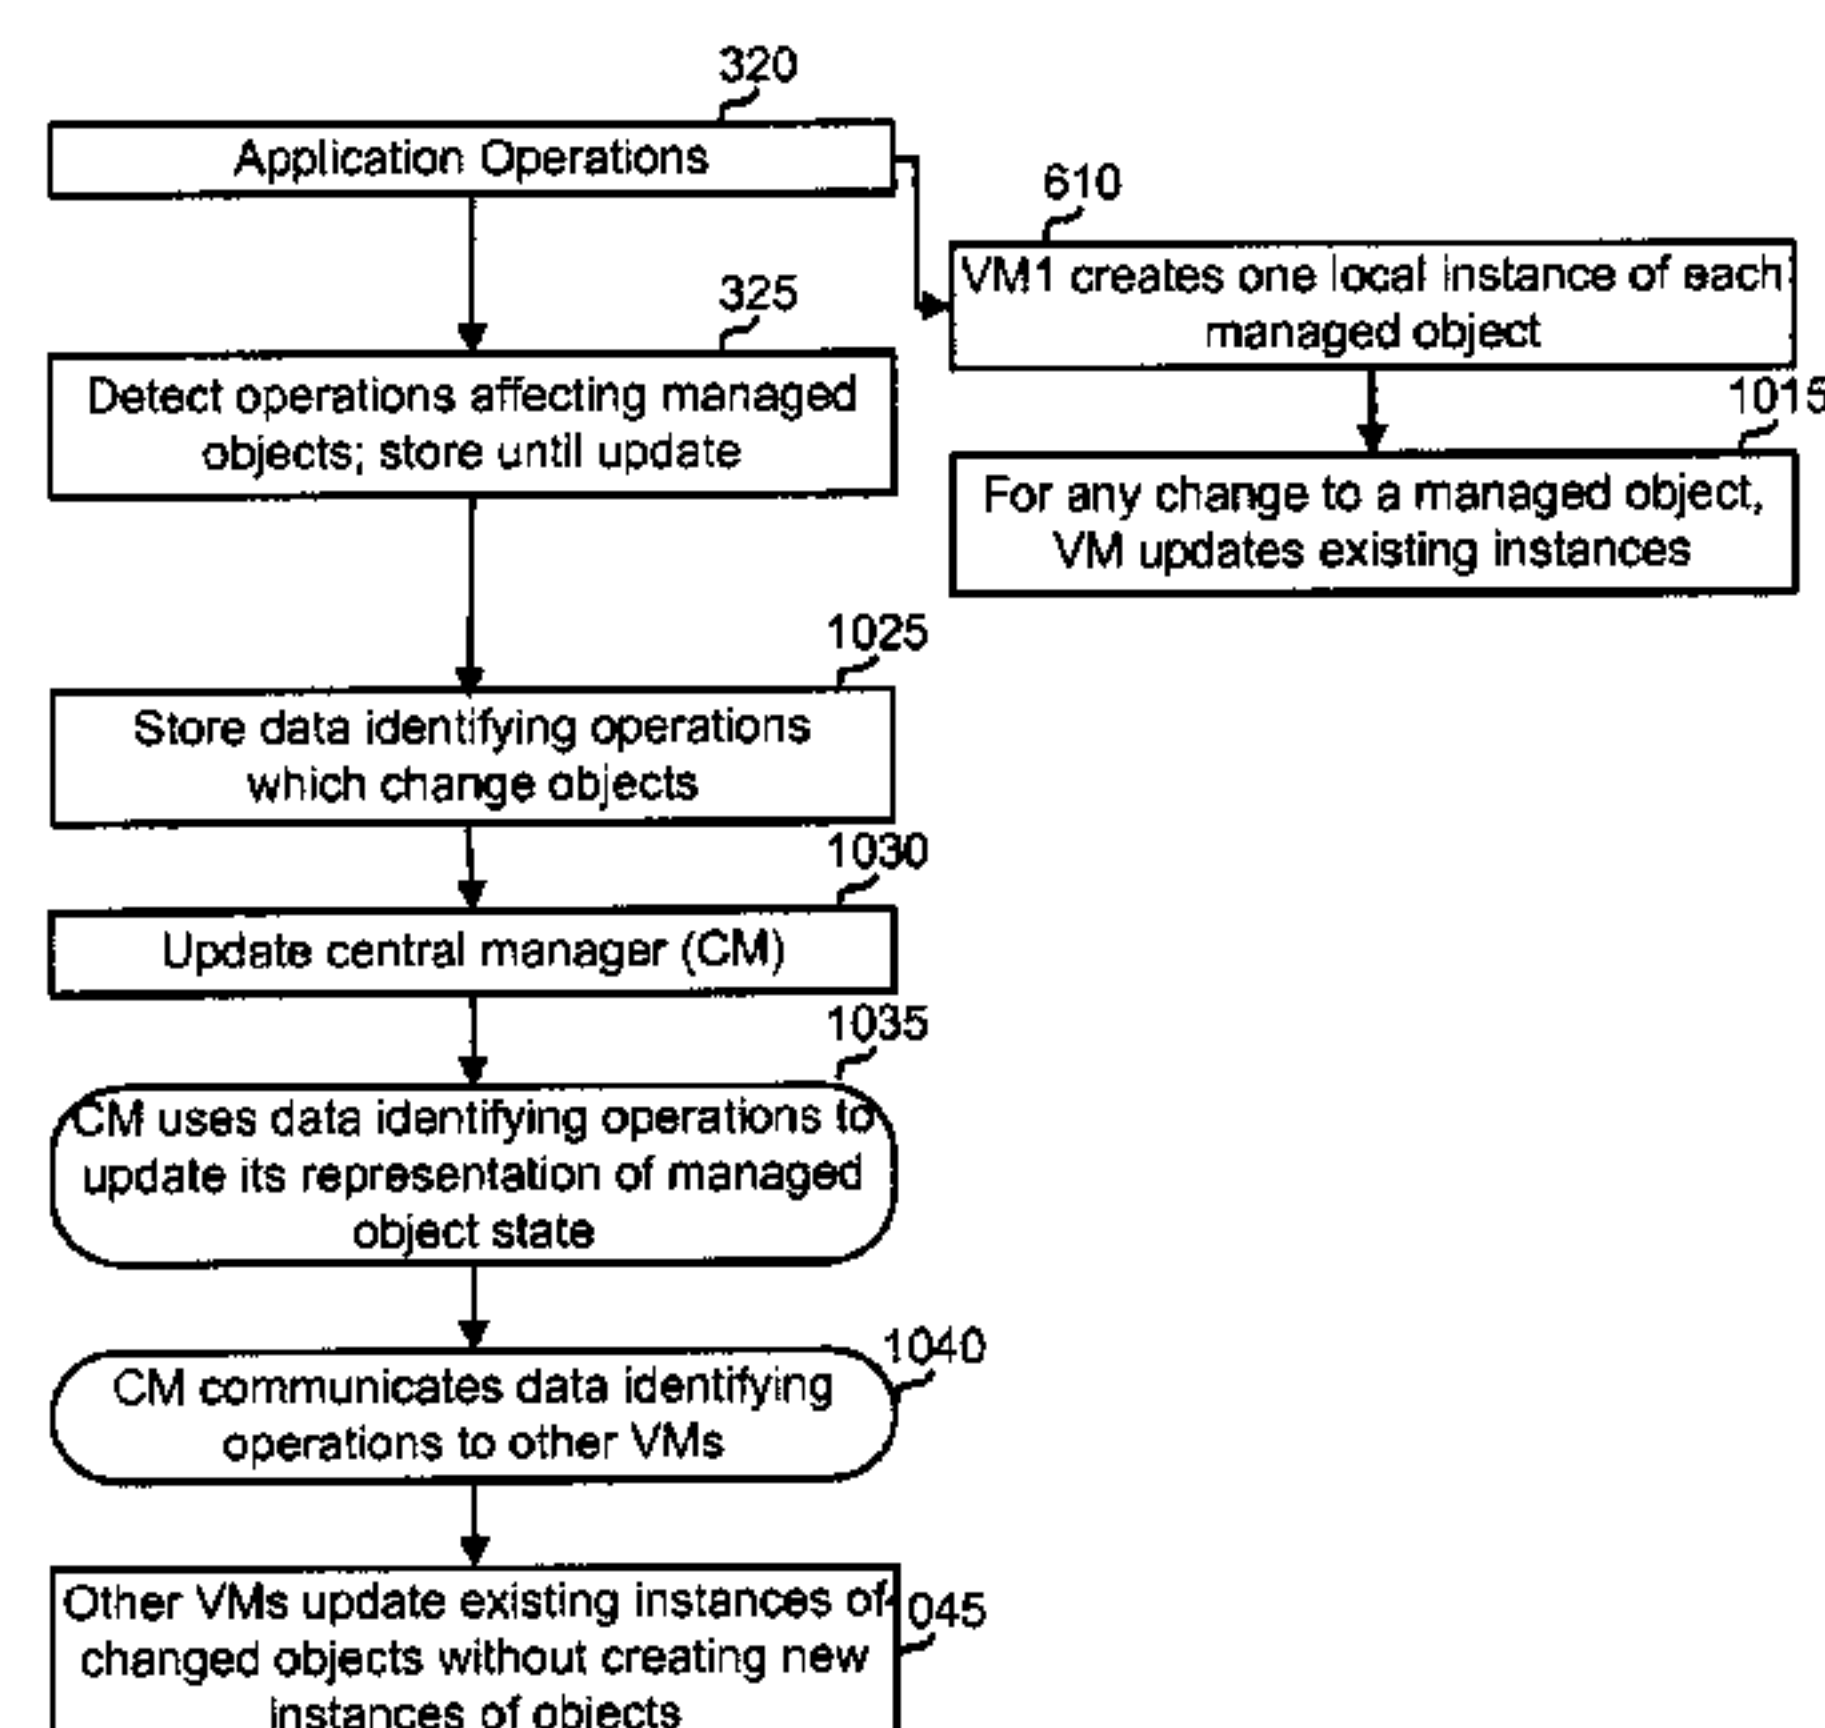 320
Application Operations
610
VM1 creates one local instance of each
managed object
325
Detect operations affecting managed
objects; store until update
1015
For any change to a managed object,
VM updates existing instances
1025
Store data identifying operations
which change objects
1030
Update central manager (CM)
1035
CM uses data identifying operations to
update its representation of managed
object state
1040
CM communicates data identifying
operations to other VMs
Other VMs update existing instances of
changed objects without creating new
instances of objects
045